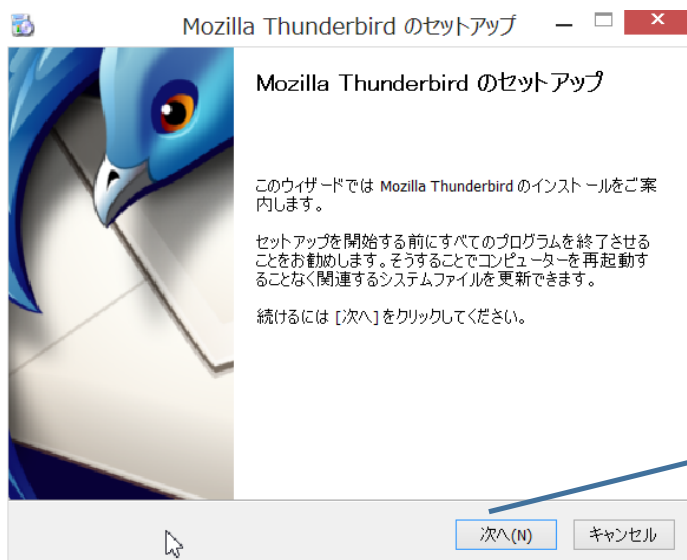 Mozilla Thunderbird のセットアップ
Mozilla Thunderbird のセットアップ
このウィザードでは Mozilla Thunderbird のインストールをご案
内します。
セットアップを開始する前にすべてのプログラムを終了させる
ことをお勧めします。そうすることでコンピューターを再起動す
ることなく関連するシステムファイルを更新できます。
続けるには [次へ] をクリックしてください。
次へ(N)
キャンセル